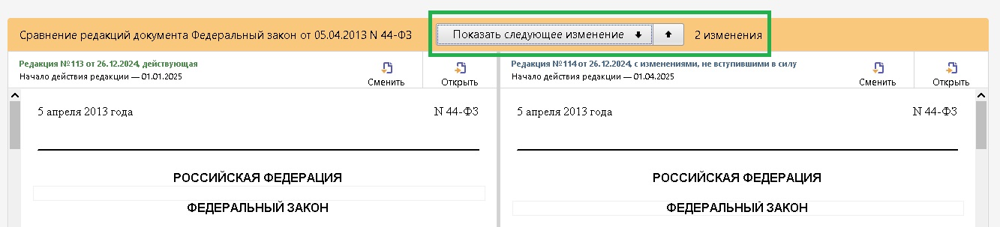 Сравнение редакций документа Федеральный закон от 05.04.2013 N 44-ФЗ Показать следующее изменение 2 изменения
Редакция №113 от 26.12.2024, действующая
Начало действия редакции — 01.01.2025
Сменить Открыть
Редакция №114 от 26.12.2024, с изменениями, не вступившими в силу
Начало действия редакции — 01.04.2025
Сменить Открыть
5 апреля 2013 года N 44-ФЗ
РОССИЙСКАЯ ФЕДЕРАЦИЯ
ФЕДЕРАЛЬНЫЙ ЗАКОН
5 апреля 2013 года N 44-ФЗ
РОССИЙСКАЯ ФЕДЕРАЦИЯ
ФЕДЕРАЛЬНЫЙ ЗАКОН